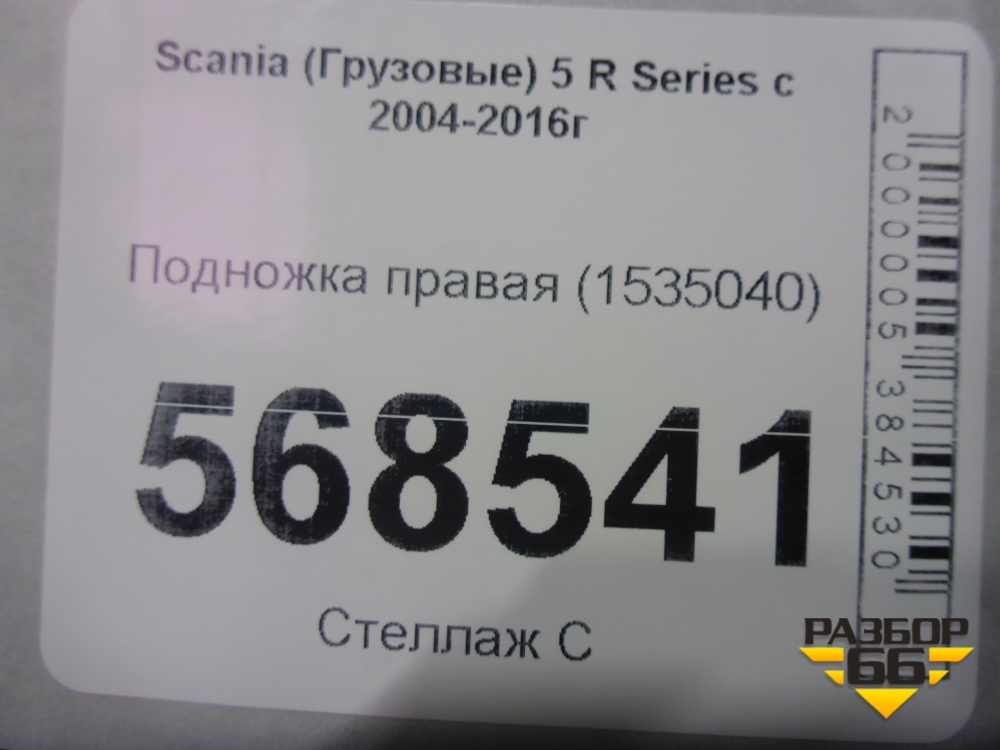 Scania (Грузовые) 5 R Series с
2004-2016г
Подножка правая (1535040)
568541
Стеллаж С
2000005384530
РАЗБОР
66